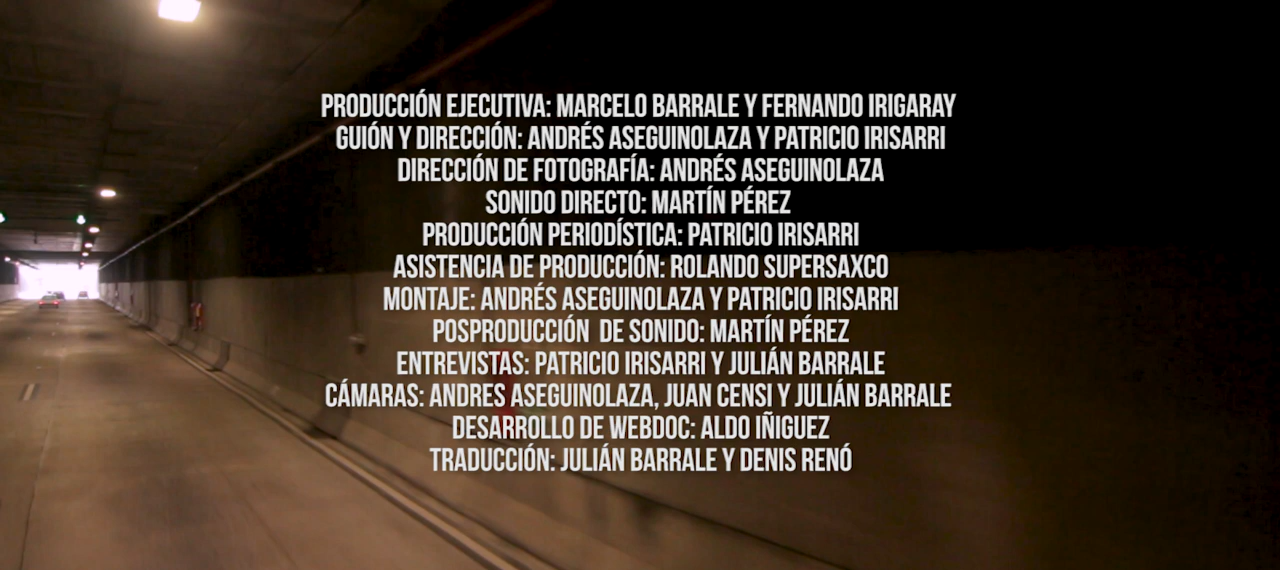 PRODUCCIÓN EJECUTIVA: MARCELO BARRALE Y FERNANDO IRIGARAY
GUIÓN Y DIRECCIÓN: ANDRÉS ASEGUINOLAZA Y PATRICIO IRISARRI
DIRECCIÓN DE FOTOGRAFÍA: ANDRÉS ASEGUINOLAZA
SONIDO DIRECTO: MARTÍN PÉREZ
PRODUCCIÓN PERIODÍSTICA: PATRICIO IRISARRI
ASISTENCIA DE PRODUCCIÓN: ROLANDO SUPERSAXCO
MONTAJE: ANDRÉS ASEGUINOLAZA Y PATRICIO IRISARRI
POSPRODUCCIÓN  DE SONIDO: MARTÍN PÉREZ
ENTREVISTAS: PATRICIO IRISARRI Y JULIÁN BARRALE
CÁMARAS: ANDRES ASEGUINOLAZA, JUAN CENSI Y JULIÁN BARRALE
DESARROLLO DE WEBDOC: ALDO IÑIGUEZ
TRADUCCIÓN: JULIÁN BARRALE Y DENIS RENÓ